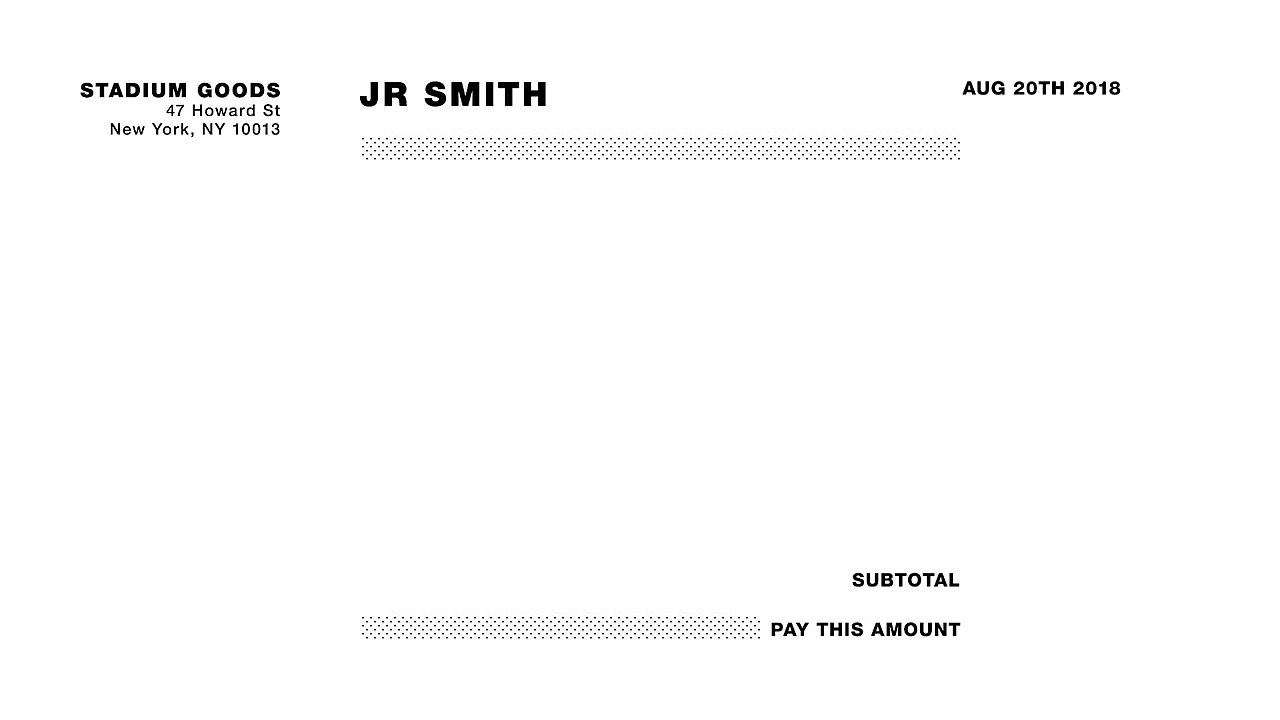 STADIUM GOODS
47 Howard St
New York, NY 10013
JR SMITH
AUG 20TH 2018
SUBTOTAL
PAY THIS AMOUNT